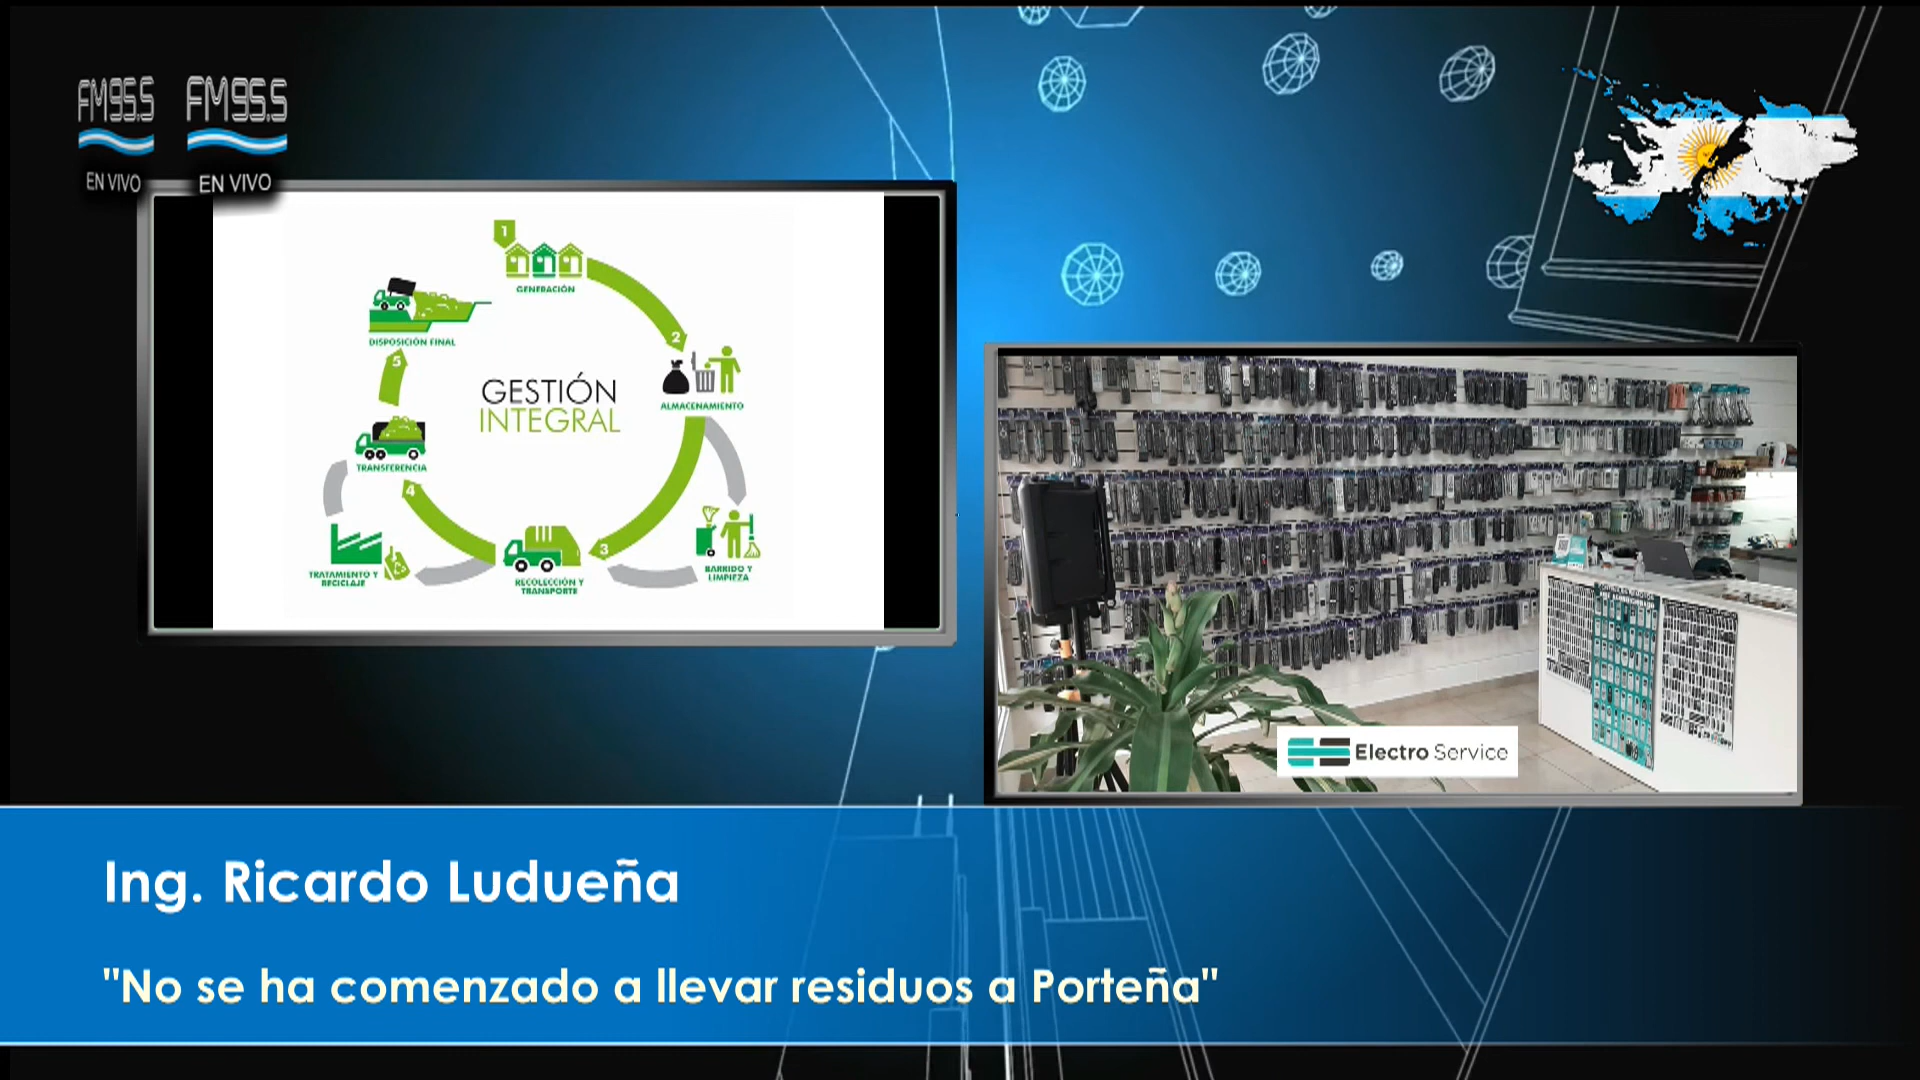 FM95.5 FM95.5
EN VIVO EN VIVO
1
GENERACIÓN
2
ALMACENAMIENTO
BARRIDO Y
LIMPIEZA
3
RECOLECCIÓN Y
TRANSPORTE
4
TRATAMIENTO Y
RECICLAJE
TRANSFERENCIA
5
DISPOSICIÓN FINAL
GESTIÓN
INTEGRAL
Electro Service
Ing. Ricardo Ludueña
"No se ha comenzado a llevar residuos a Porteña"